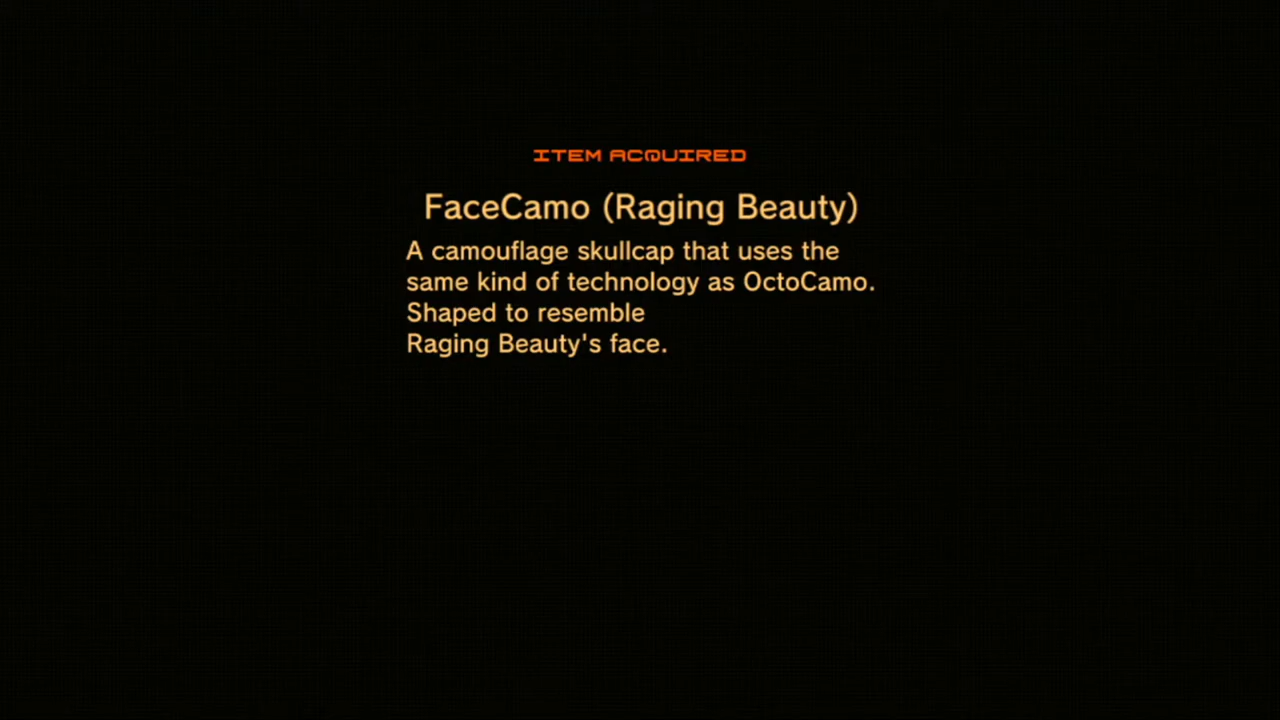 ITEM ACQUIRED
FaceCamo (Raging Beauty)
A camouflage skullcap that uses the
same kind of technology as OctoCamo.
Shaped to resemble
Raging Beauty's face.